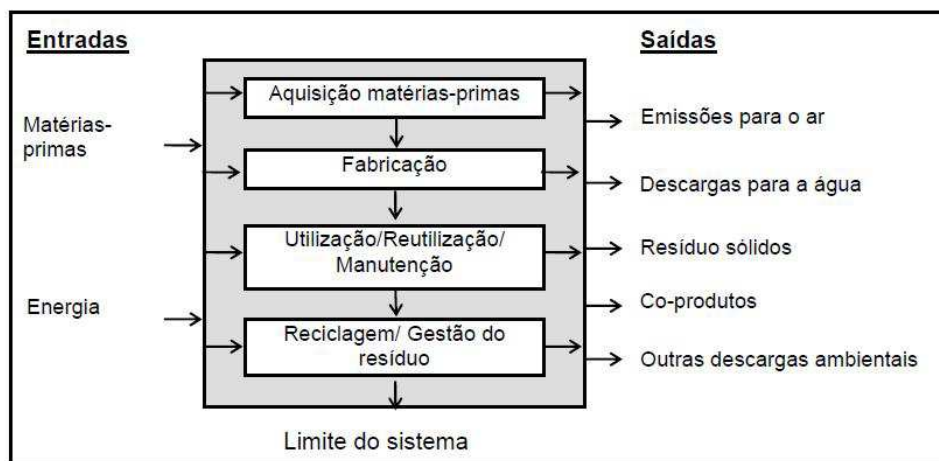 Entradas
Saídas
Aquisição matérias-primas
Matérias-
primas
Emissões para o ar
Fabricação
Descargas para a água
Utilização/Reutilização/
Manutenção
Resíduo sólidos
Energia
Co-produtos
Reciclagem/ Gestão do
resíduo
Outras descargas ambientais
Limite do sistema